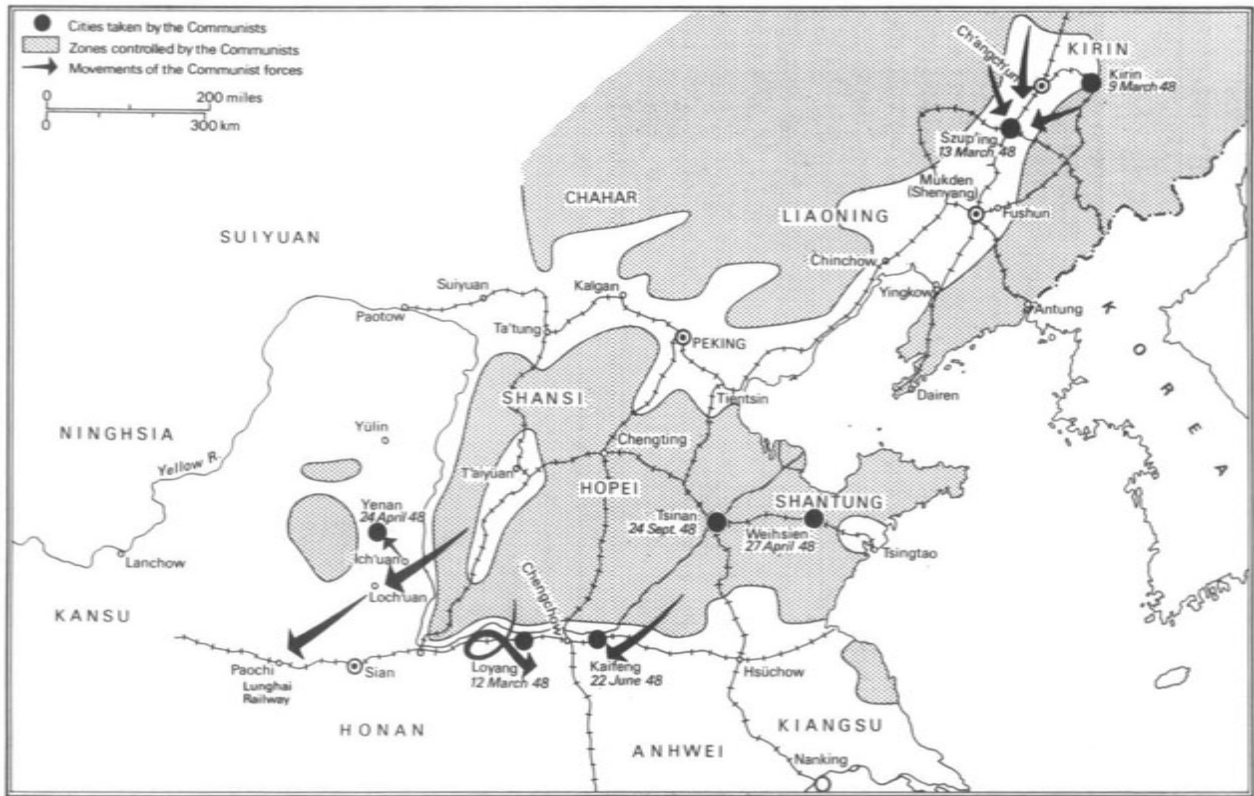 Cities taken by the Communists
Zones controlled by the Communists
Movements of the Communist forces
0 200 miles
0 300 km
KIRIN
Ch'angch'un
Kirin
9 March 48
Szup'ing
13 March 48
Mukden
(Shenyang)
Fushun
CHAHAR
LIAONING
SUIYUAN
Chinchow
Yingkow
Antung
Suiyuan
Kalgan
Paotow
Ta'tung
PEKING
KOREA
SHANSI
Tientsin
Dairen
NINGHSIA
Yülin
Chengting
Yellow R.
T'aiyüan
HOPEI
SHANTUNG
Yenan
24 April 48
Tsinan
24 Sept. 48
Weihsien
27 April 48
Tsingtao
Lanchow
Ich'uan
Loch'uan
Chengchow
KANSU
Paochi
Lunghai
Railway
Sian
Loyang
12 March 48
Kaifeng
22 June 48
Hsüchow
HONAN
ANHWEI
KIANGSU
Nanking